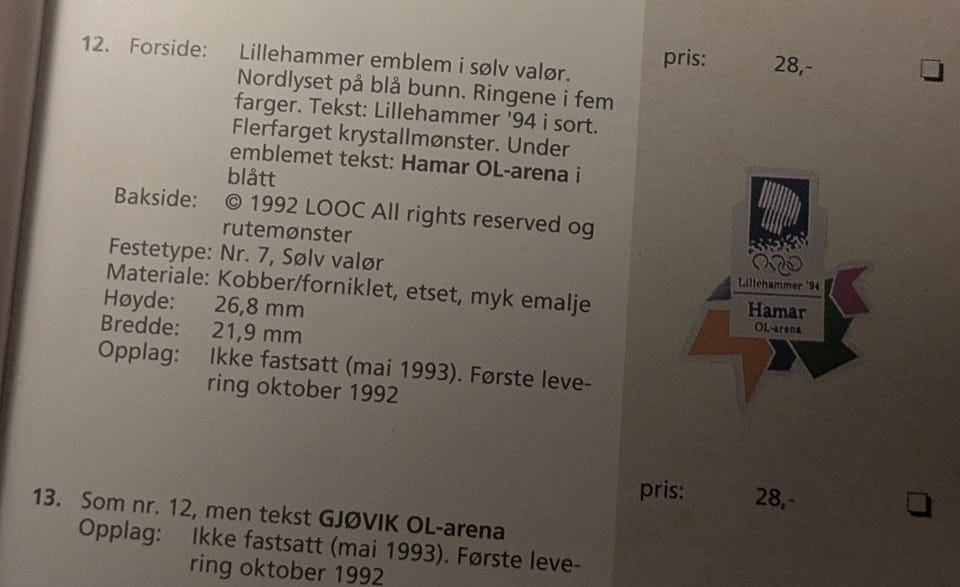 12. Forside: Lillehammer emblem i sølv valør. pris: 28,-
Nordlyset på blå bunn. Ringene i fem
farger. Tekst: Lillehammer '94 i sort.
Flerfarget krystallmønster. Under
emblemet tekst: Hamar OL-arena i
blått
Bakside: © 1992 LOOC All rights reserved og
rutemønster
Festetype: Nr. 7, Sølv valør
Materiale: Kobber/forniklet, etset, myk emalje
Høyde: 26,8 mm
Bredde: 21,9 mm
Opplag: Ikke fastsatt (mai 1993). Første leve-
ring oktober 1992
Lillehammer '94
Hamar
OL-arena
13. Som nr. 12, men tekst GJØVIK OL-arena pris: 28,-
Opplag: Ikke fastsatt (mai 1993). Første leve-
ring oktober 1992